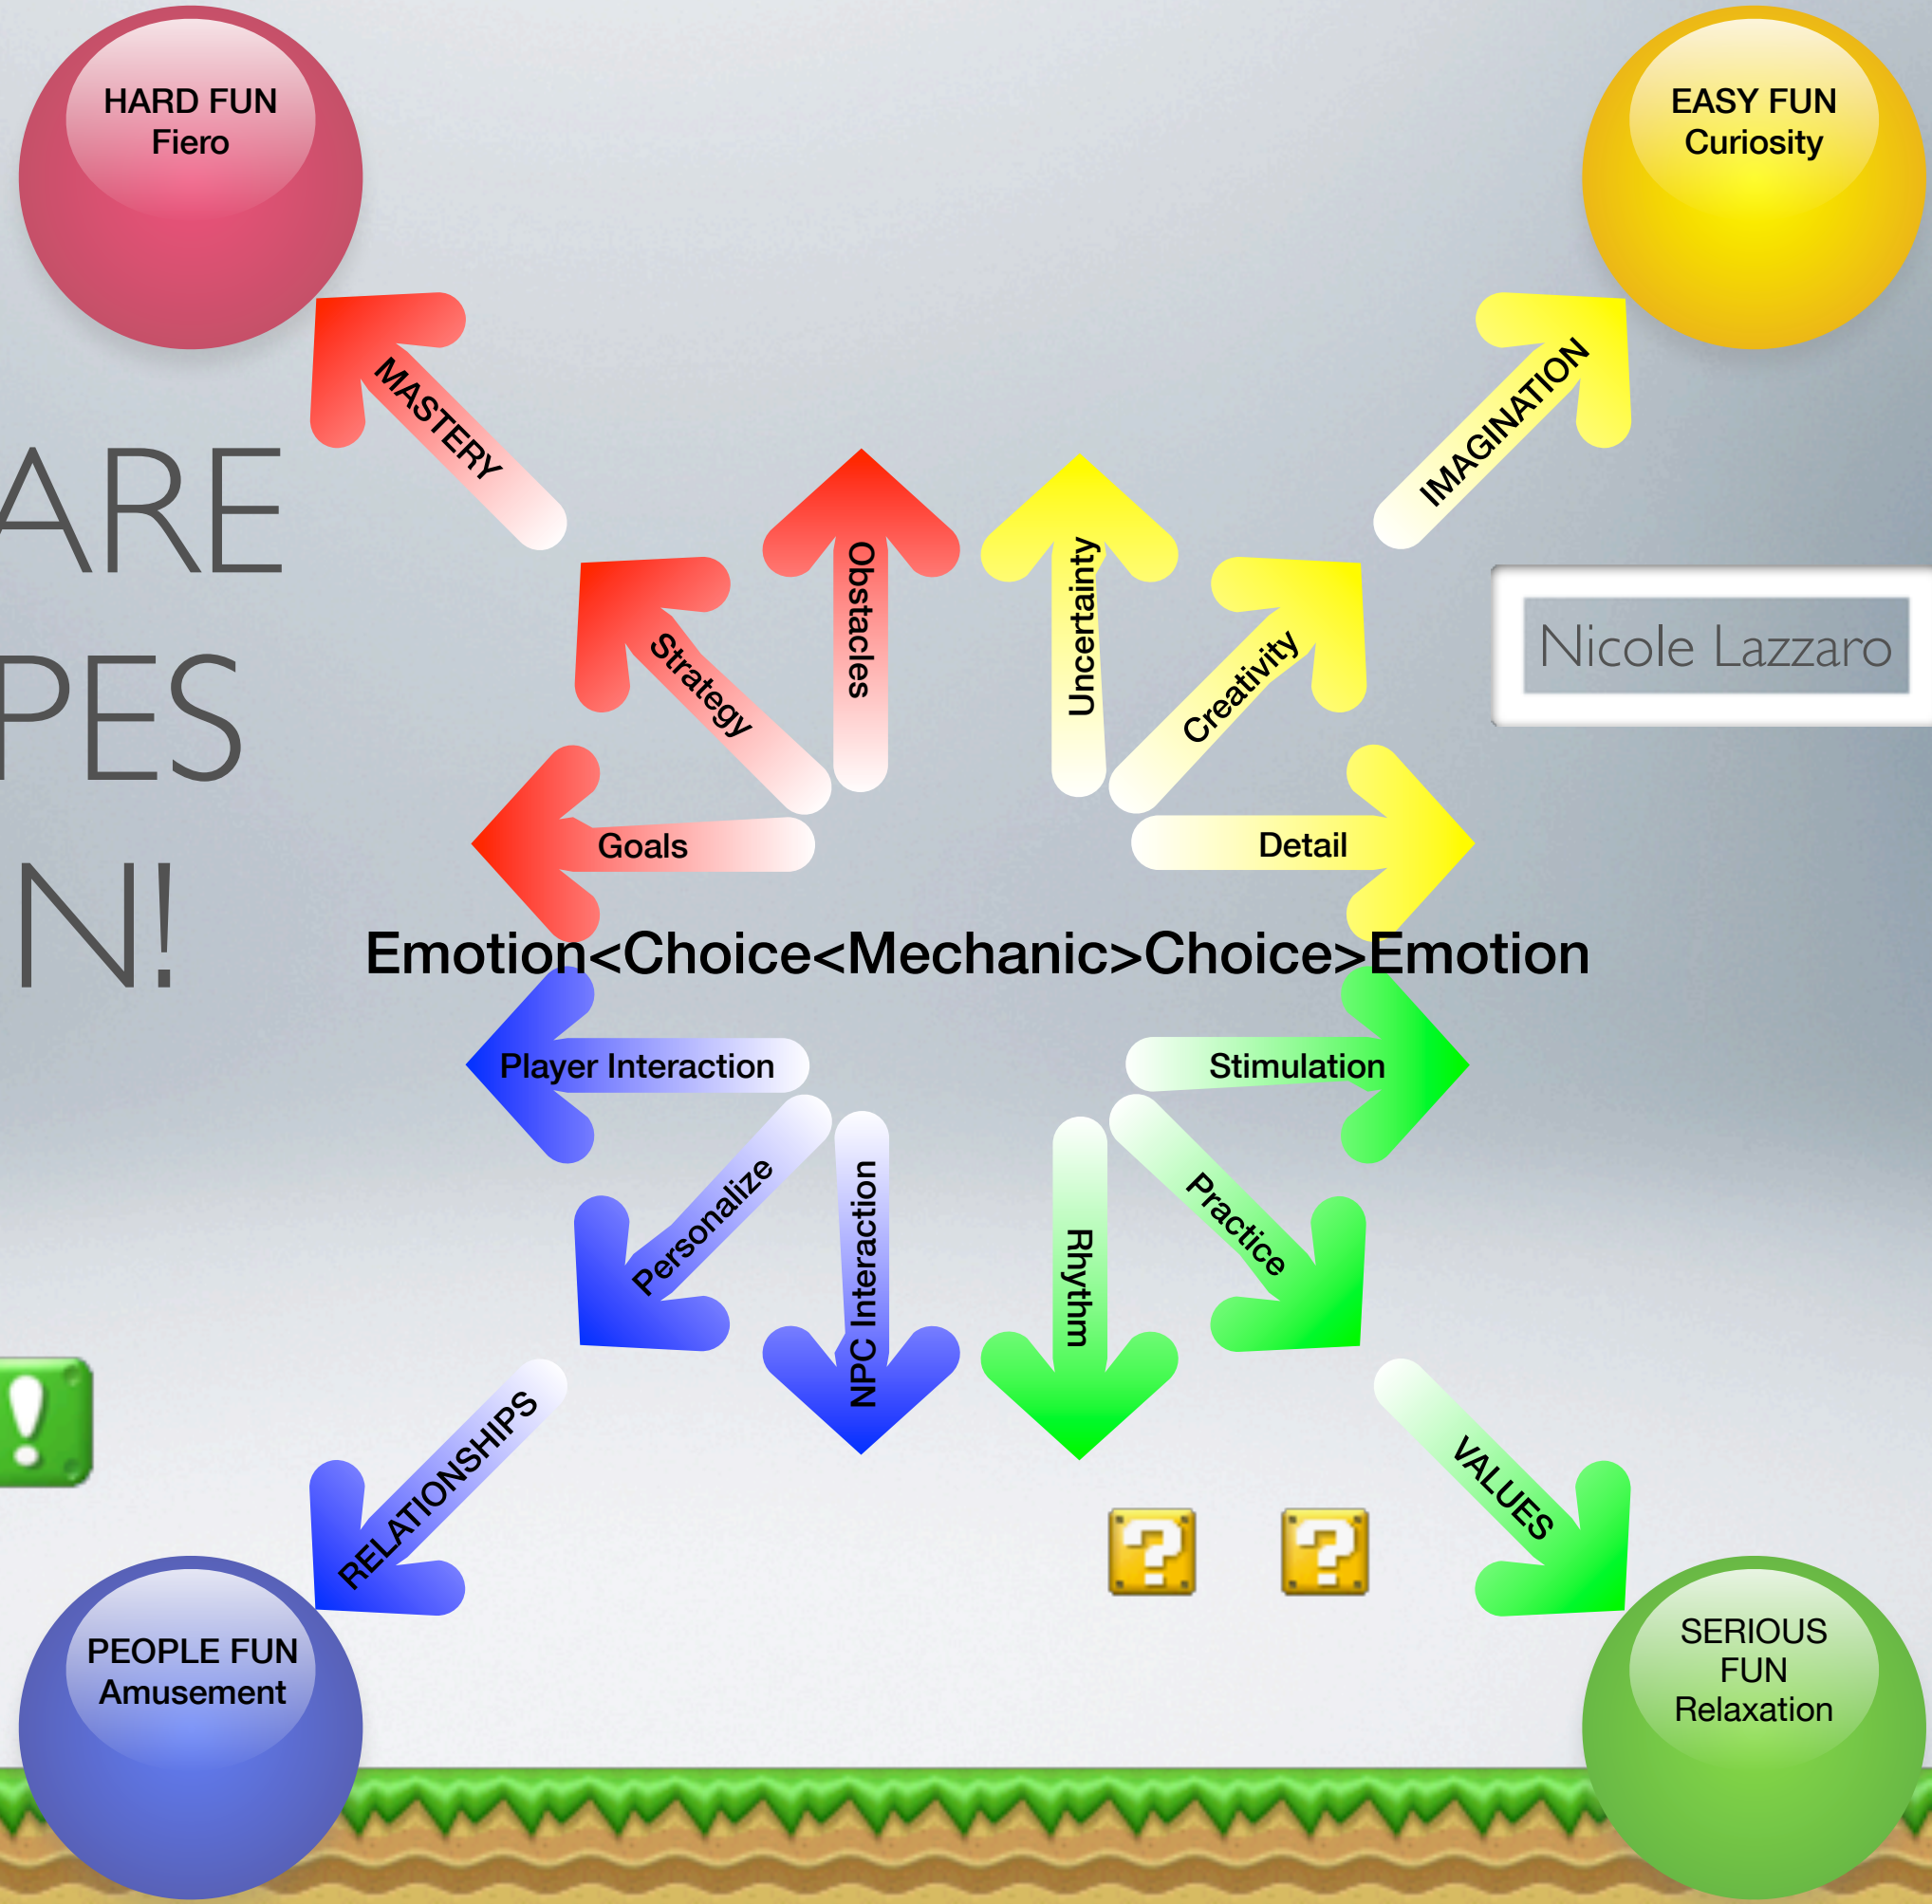 HARD FUN
Fiero
EASY FUN
Curiosity
MASTERY
IMAGINATION
ARE
PES
N!
Obstacles
Uncertainty
Strategy
Creativity
Nicole Lazzaro
Goals
Detail
Emotion<Choice<Mechanic>Choice>Emotion
Player Interaction
Stimulation
Personalize
NPC Interaction
Rhythm
Practice
RELATIONSHIPS
VALUES
!
?
?
PEOPLE FUN
Amusement
SERIOUS
FUN
Relaxation